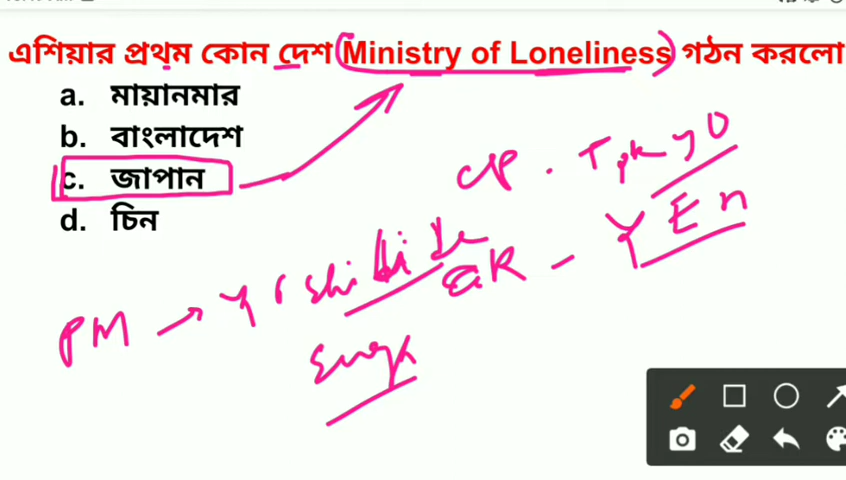 এশিয়ার প্রথম কোন দেশ (Ministry of Loneliness) গঠন করলো
a. মায়ানমার
b. বাংলাদেশ
c. জাপান
d. চিন
CP . Tokyo
CR - YEn
PM → Yoshihide
Suga